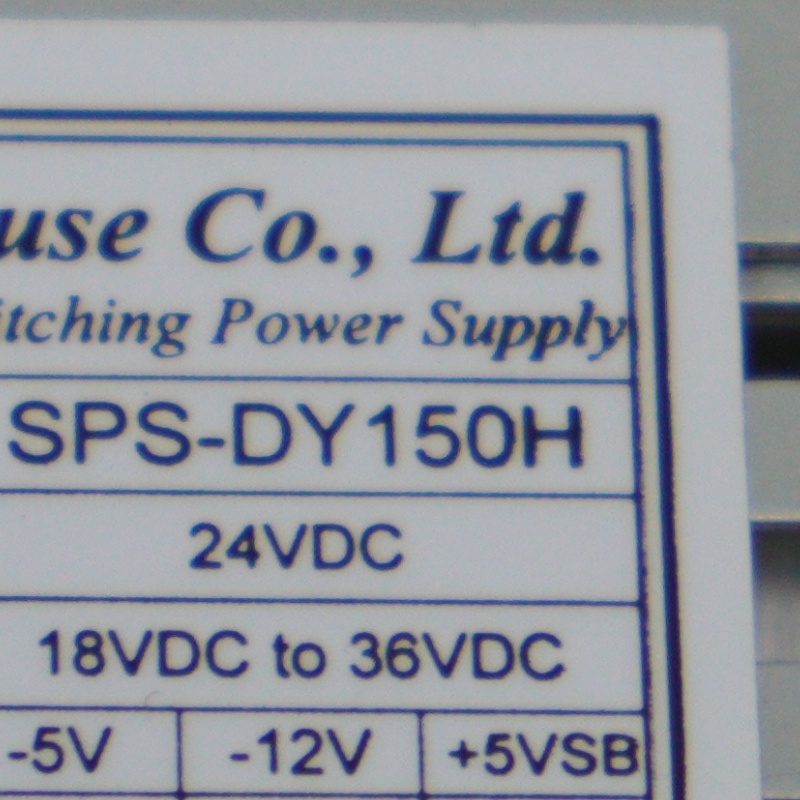 use Co., Ltd.
itching Power Supply
SPS-DY150H
24VDC
18VDC to 36VDC
-5V -12V +5VSB